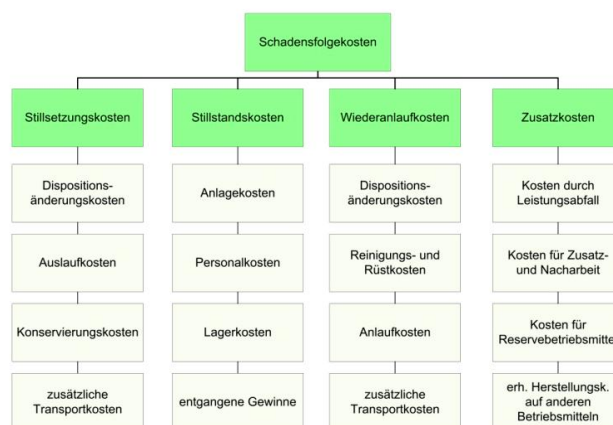 Schadensfolgekosten
Stillsetzungskosten
Stillstandskosten
Wiederanlaufkosten
Zusatzkosten
Dispositions-
änderungskosten
Anlagekosten
Dispositions-
änderungskosten
Kosten durch
Leistungsabfall
Auslaufkosten
Personalkosten
Reinigungs- und
Rüstkosten
Kosten für Zusatz-
und Nacharbeit
Konservierungskosten
Lagerkosten
Anlaufkosten
Kosten für
Reservebetriebsmittel
zusätzliche
Transportkosten
entgangene Gewinne
zusätzliche
Transportkosten
erh. Herstellungsk.
auf anderen
Betriebsmitteln